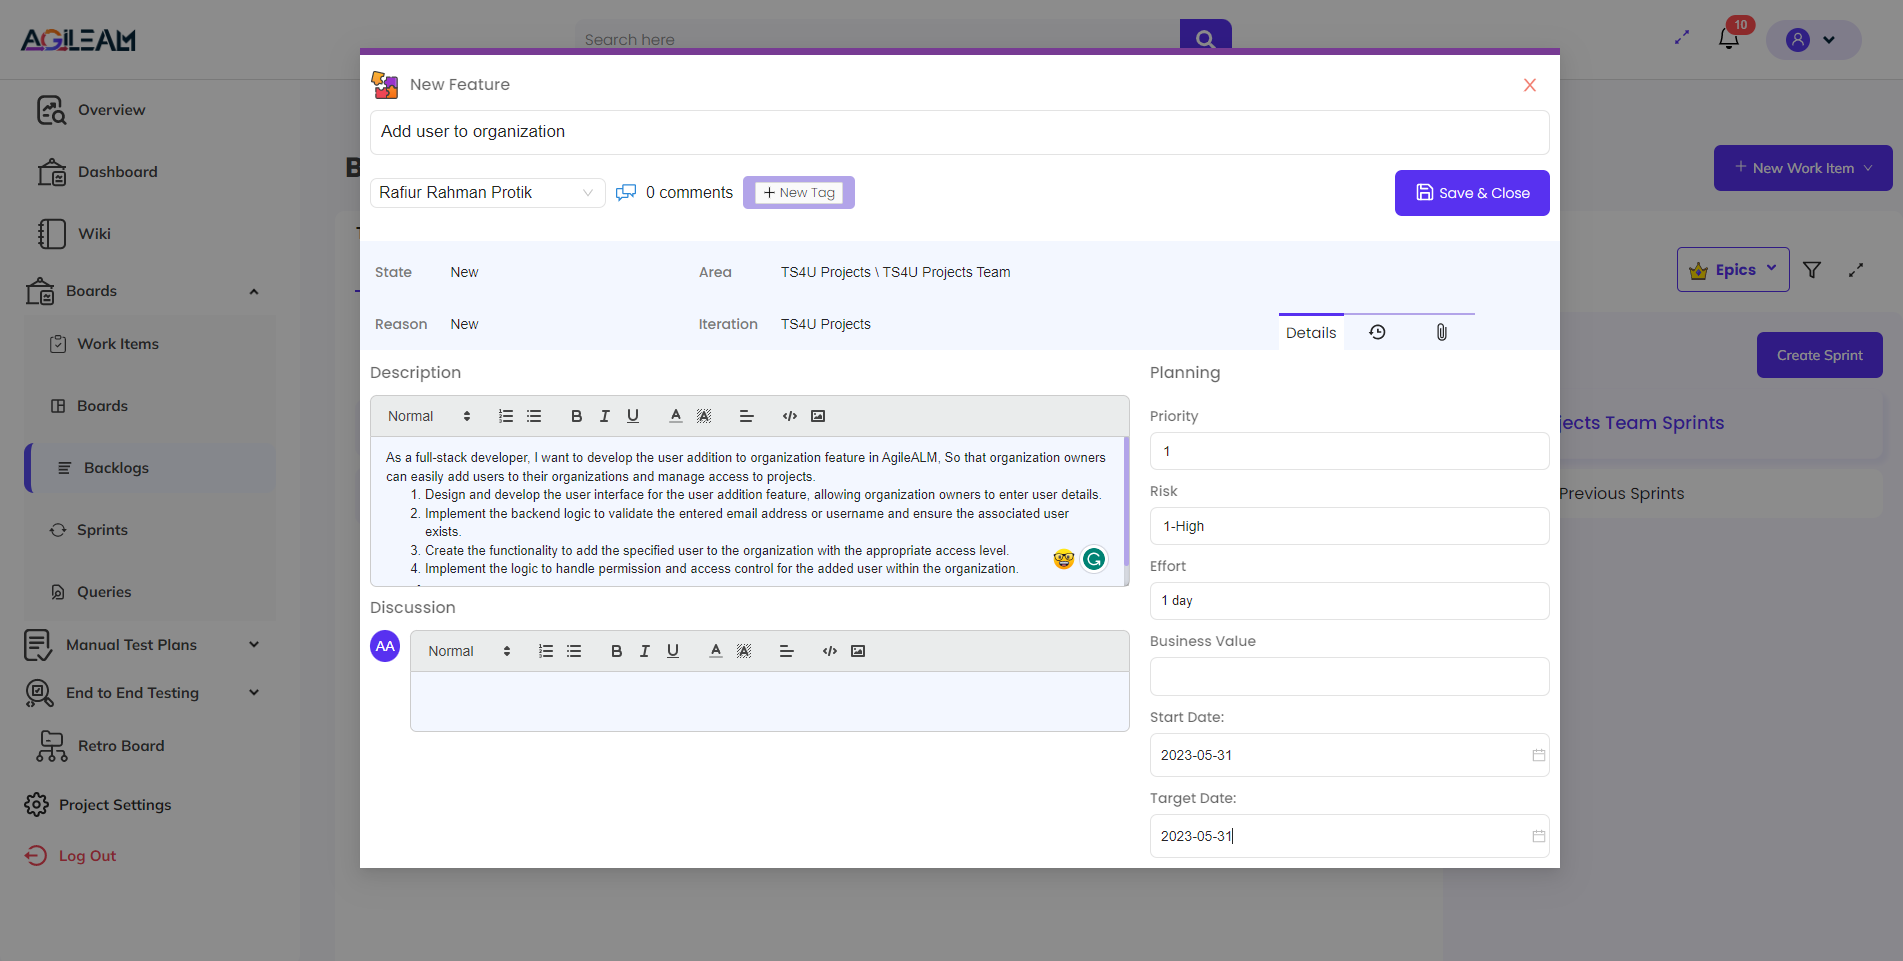 AGILEAM
Search here
10
Overview
Dashboard
Wiki
Boards
Work Items
Boards
Backlogs
Sprints
Queries
Manual Test Plans
End to End Testing
Retro Board
Project Settings
Log Out
New Feature
Add user to organization
Rafiur Rahman Protik
0 comments
+ New Tag
Save & Close
State New
Area TS4U Projects \ TS4U Projects Team
Reason New
Iteration TS4U Projects
Details
Description
Normal
As a full-stack developer, I want to develop the user addition to organization feature in AgileALM, So that organization owners
can easily add users to their organizations and manage access to projects.
1. Design and develop the user interface for the user addition feature, allowing organization owners to enter user details.
2. Implement the backend logic to validate the entered email address or username and ensure the associated user
exists.
3. Create the functionality to add the specified user to the organization with the appropriate access level.
4. Implement the logic to handle permission and access control for the added user within the organization.
Discussion
AA
Normal
Planning
Priority
1
Risk
1-High
Effort
1 day
Business Value
Start Date:
2023-05-31
Target Date:
2023-05-31
+ New Work Item
Epics
Create Sprint
jects Team Sprints
Previous Sprints